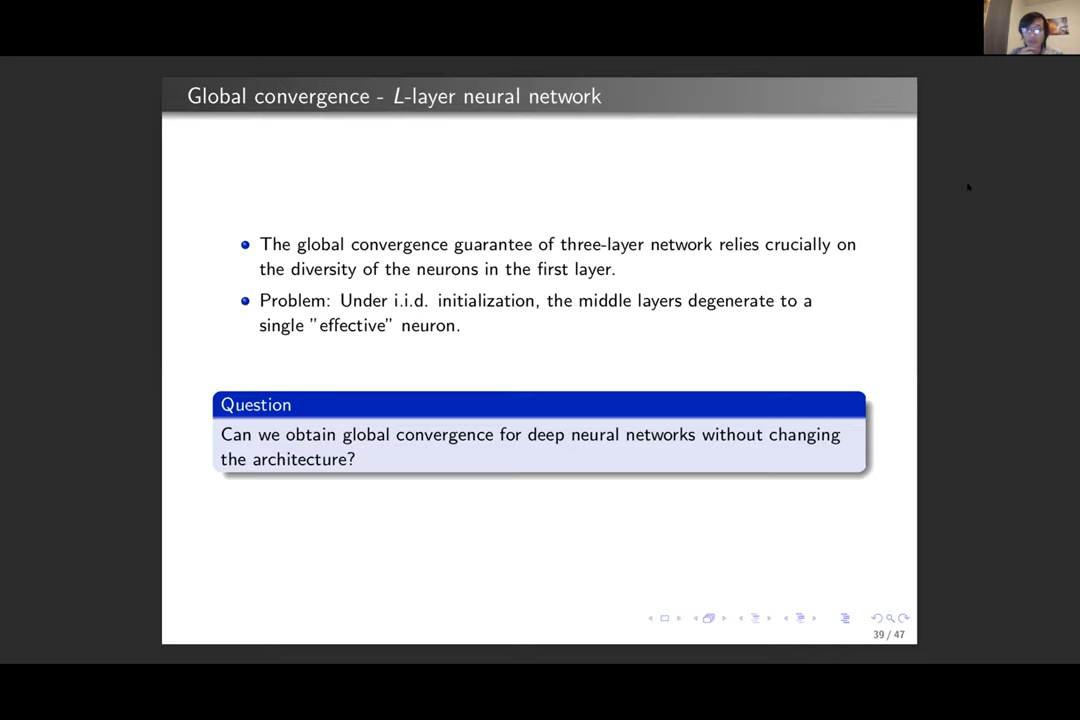 Global convergence - L-layer neural network
The global convergence guarantee of three-layer network relies crucially on
the diversity of the neurons in the first layer.
Problem: Under i.i.d. initialization, the middle layers degenerate to a
single ”effective” neuron.
Question
Can we obtain global convergence for deep neural networks without changing
the architecture?
39 / 47